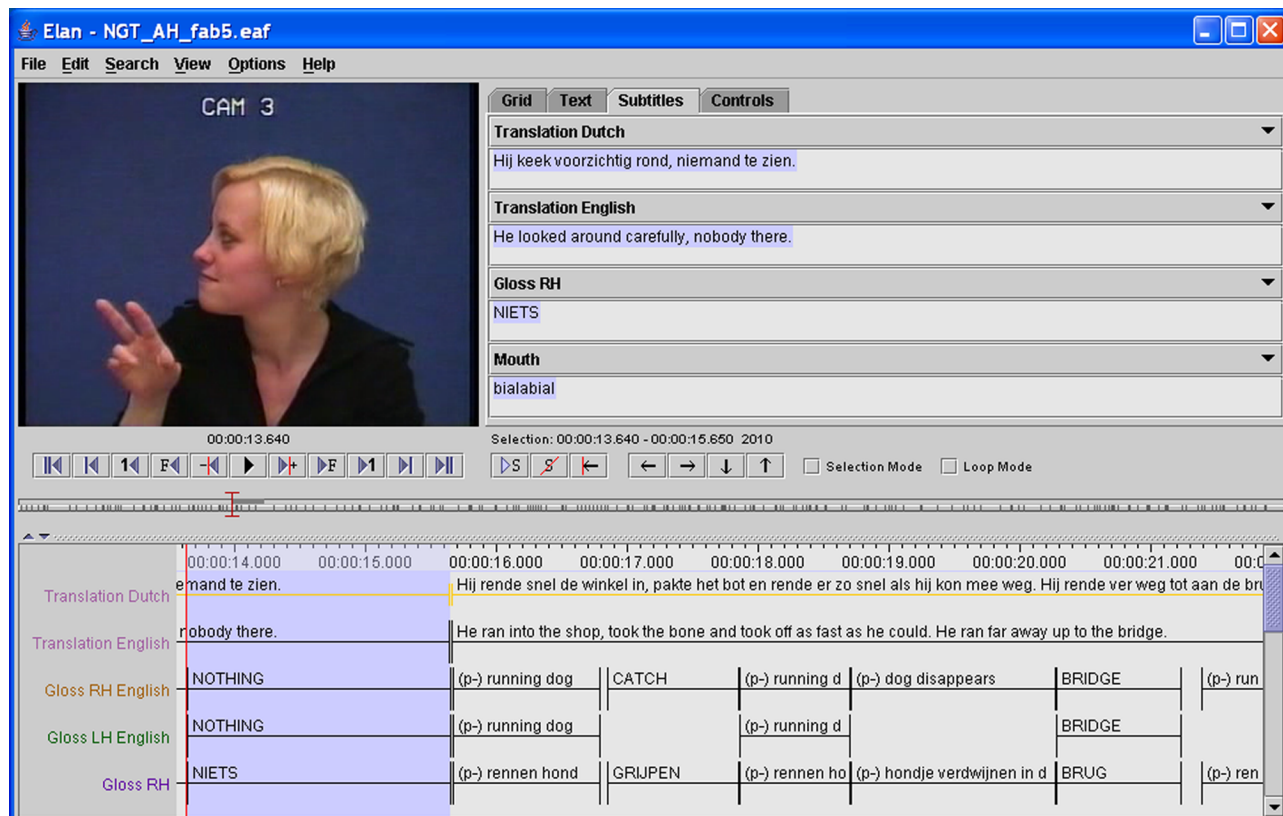 Elan - NGT_AH_fab5.eaf
File Edit Search View Options Help
CAM 3
Grid Text Subtitles Controls
Translation Dutch
Hij keek voorzichtig rond, niemand te zien.
Translation English
He looked around carefully, nobody there.
Gloss RH
NIETS
Mouth
bialabial
00:00:13.640
Selection: 00:00:13.640 - 00:00:15.650 2010
1 F + F 1 S S Selection Mode Loop Mode
00:00:14.000 00:00:15.000 00:00:16.000 00:00:17.000 00:00:18.000 00:00:19.000 00:00:20.000 00:00:21.000 00:0
Translation Dutch emand te zien. Hij rende snel de winkel in, pakte het bot en rende er zo snel als hij kon mee weg. Hij rende ver weg tot aan de bru
Translation English nobody there. He ran into the shop, took the bone and took off as fast as he could. He ran far away up to the bridge.
Gloss RH English NOTHING (p-) running dog CATCH (p-) running d (p-) dog disappears BRIDGE (p-) run
Gloss LH English NOTHING (p-) running dog (p-) running d BRIDGE
Gloss RH NIETS (p-) rennen hond GRIJPEN (p-) rennen ho (p-) hondje verdwijnen in d BRUG (p-) ren